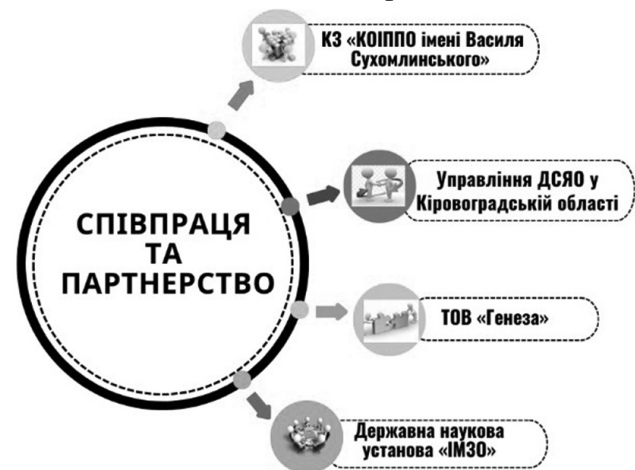 КЗ «КОІППО імені Василя
Сухомлинського»
Управління ДСЯО у
Кіровоградській області
СПІВПРАЦЯ
ТА
ПАРТНЕРСТВО
ТОВ «Генеза»
Державна наукова
установа «ІМЗО»